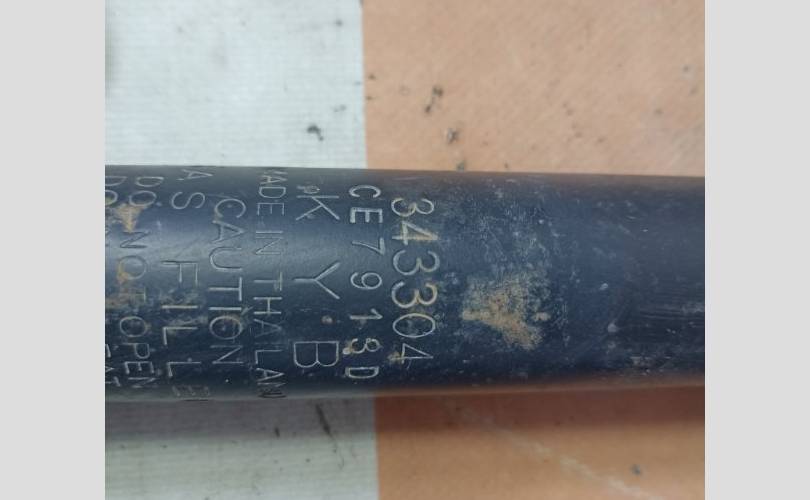 343304
CE7913D
KYB
MADE IN THAILAND
CAUTION
GAS FILLED
DO NOT OPEN